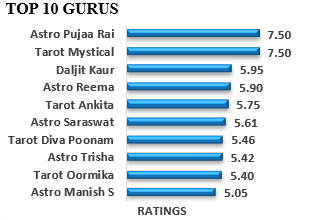 TOP 10 GURUS
Astro Pujaa Rai 7.50
Tarot Mystical 7.50
Daljit Kaur 5.95
Astro Reema 5.90
Tarot Ankita 5.75
Astro Saraswat 5.61
Tarot Diva Poonam 5.46
Astro Trisha 5.42
Tarot Oormika 5.40
Astro Manish S 5.05
RATINGS